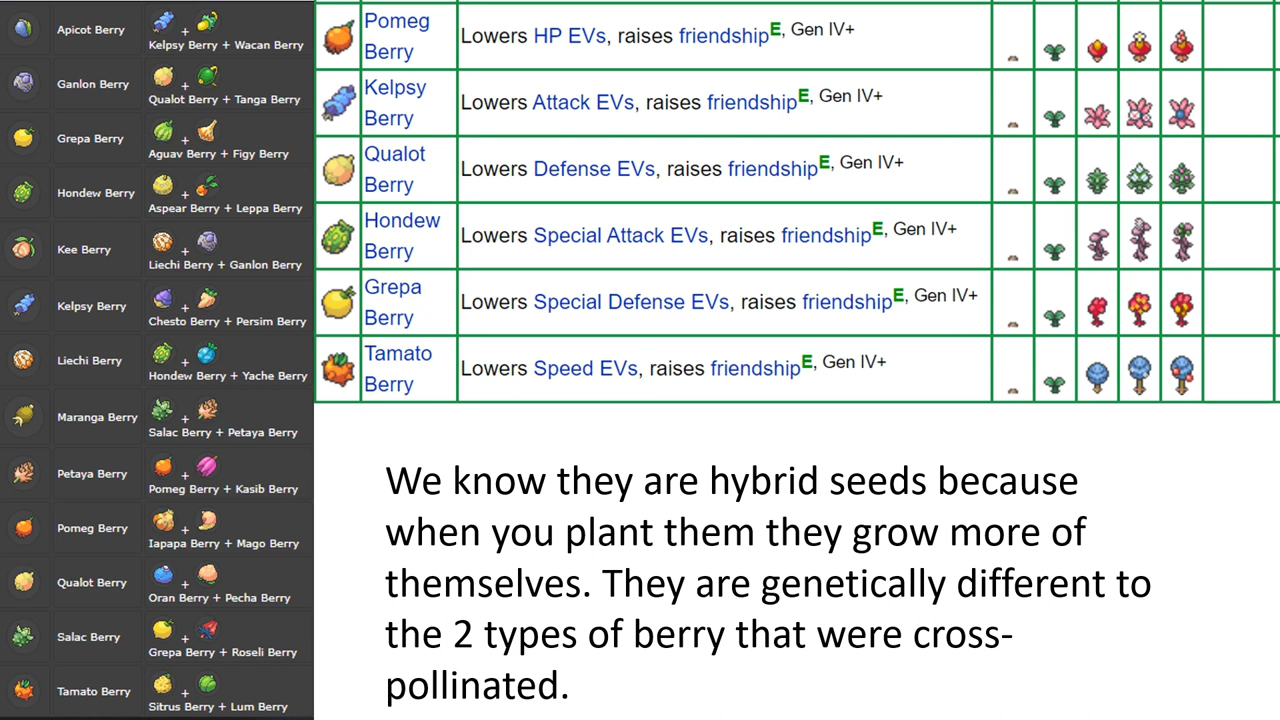 Apicot Berry
+
Kelpsy Berry + Wacan Berry
Ganlon Berry
+
Qualot Berry + Tanga Berry
Grepa Berry
+
Aguav Berry + Figy Berry
Hondew Berry
+
Aspear Berry + Leppa Berry
Kee Berry
+
Liechi Berry + Ganlon Berry
Kelpsy Berry
+
Chesto Berry + Persim Berry
Liechi Berry
+
Hondew Berry + Yache Berry
Maranga Berry
+
Salac Berry + Petaya Berry
Petaya Berry
+
Pomeg Berry + Kasib Berry
Pomeg Berry
+
Iapapa Berry + Mago Berry
Qualot Berry
+
Oran Berry + Pecha Berry
Salac Berry
+
Grepa Berry + Roseli Berry
Tamato Berry
+
Sitrus Berry + Lum Berry
Pomeg
Berry
Lowers HP EVs, raises friendshipE, Gen IV+
Kelpsy
Berry
Lowers Attack EVs, raises friendshipE, Gen IV+
Qualot
Berry
Lowers Defense EVs, raises friendshipE, Gen IV+
Hondew
Berry
Lowers Special Attack EVs, raises friendshipE, Gen IV+
Grepa
Berry
Lowers Special Defense EVs, raises friendshipE, Gen IV+
Tamato
Berry
Lowers Speed EVs, raises friendshipE, Gen IV+
We know they are hybrid seeds because
when you plant them they grow more of
themselves. They are genetically different to
the 2 types of berry that were cross-
pollinated.